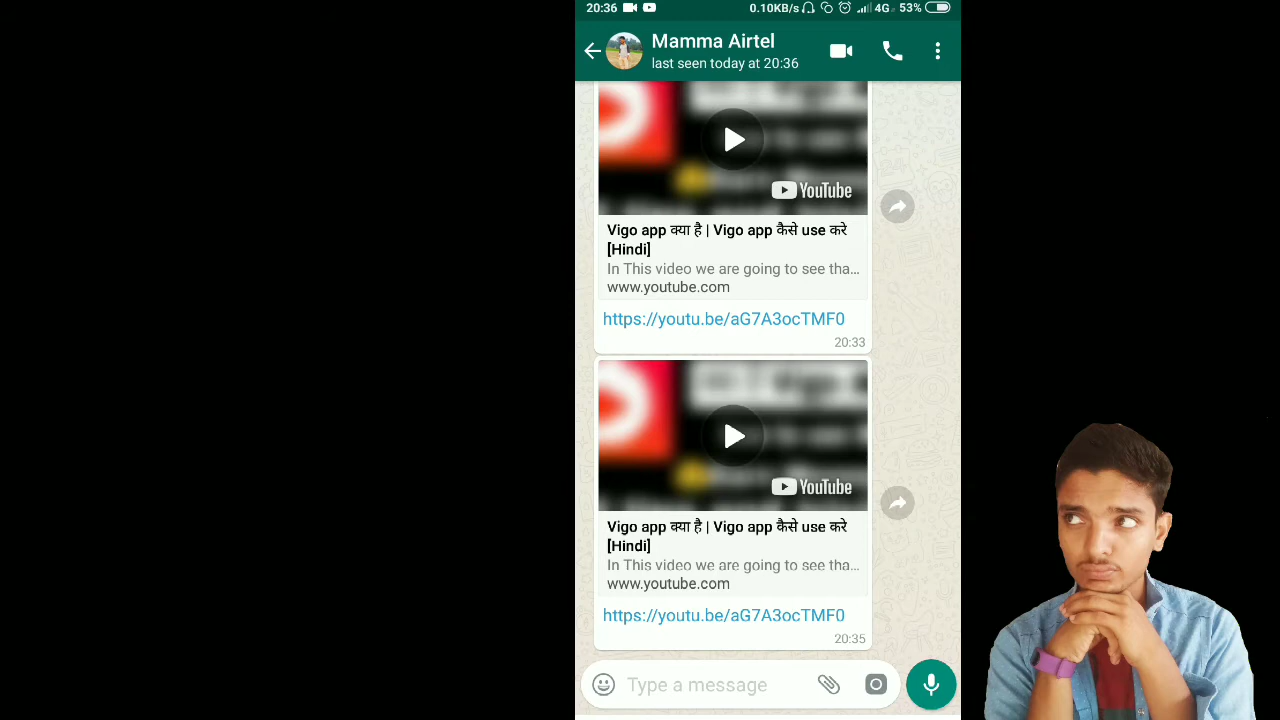 20:36
0.10KB/s 4G 53%
Mamma Airtel
last seen today at 20:36
YouTube
Vigo app क्या है | Vigo app कैसे use करे
[Hindi]
In This video we are going to see tha...
www.youtube.com
https://youtu.be/aG7A3ocTMF0
20:33
YouTube
Vigo app क्या है | Vigo app कैसे use करे
[Hindi]
In This video we are going to see tha...
www.youtube.com
https://youtu.be/aG7A3ocTMF0
20:35
Type a message